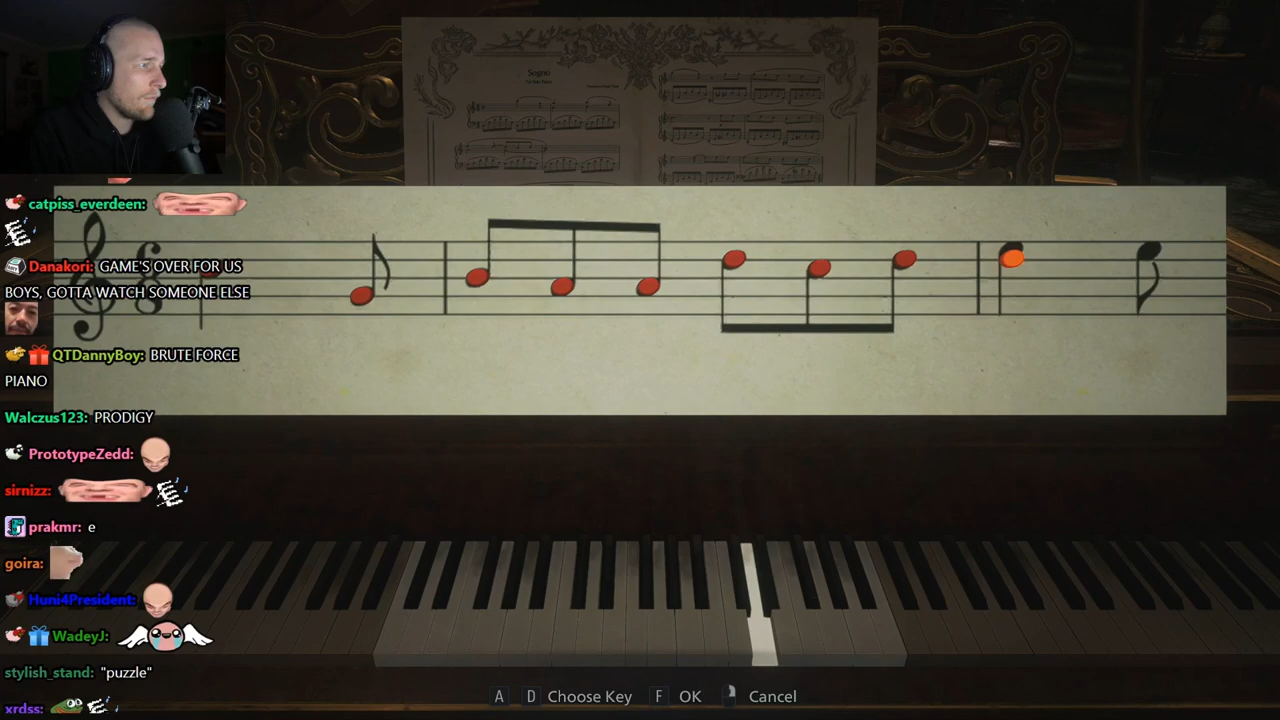 Sogno
catpiss_everdeen:
Danakori: GAME'S OVER FOR US
BOYS, GOTTA WATCH SOMEONE ELSE
QTDannyBoy: BRUTE FORCE
PIANO
Walczus123: PRODIGY
PrototypeZedd:
sirnizz:
prakmr: e
goira:
Huni4President:
WadeyJ:
stylish_stand: "puzzle"
xrdss:
A D Choose Key F OK Cancel